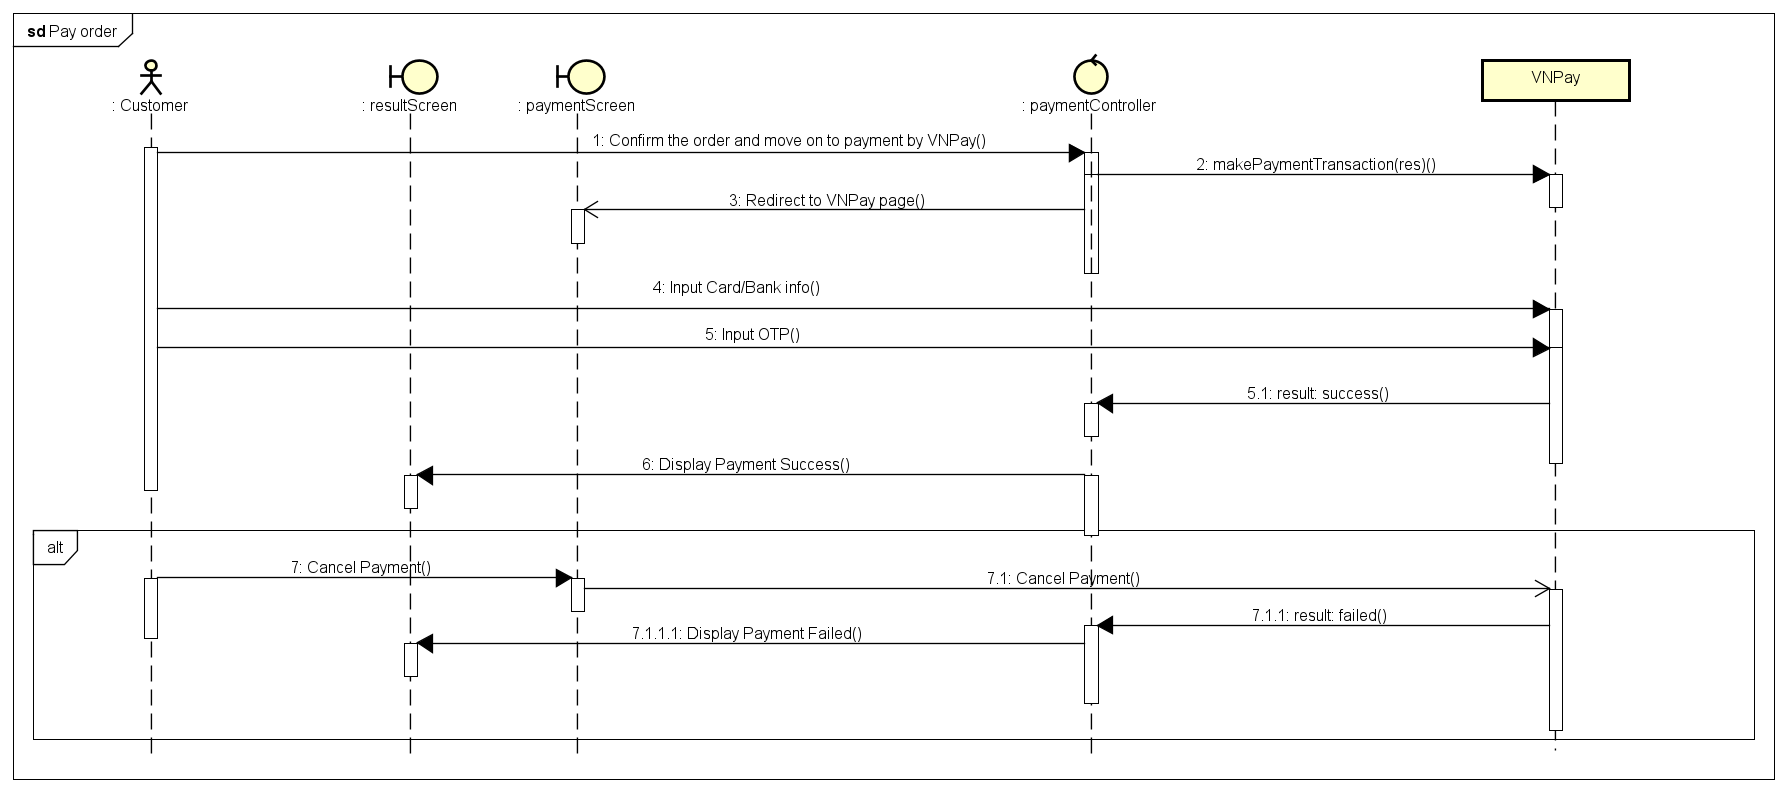 sd Pay order
: Customer
: resultScreen
: paymentScreen
: paymentController
VNPay
1: Confirm the order and move on to payment by VNPay()
2: makePaymentTransaction(res)()
3: Redirect to VNPay page()
4: Input Card/Bank info()
5: Input OTP()
5.1: result: success()
6: Display Payment Success()
alt
7: Cancel Payment()
7.1: Cancel Payment()
7.1.1: result: failed()
7.1.1.1: Display Payment Failed()